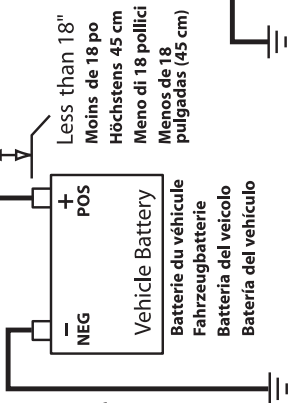 Less than 18"
Moins de 18 po
Höchstens 45 cm
Meno di 18 pollici
Menos de 18
pulgadas (45 cm)
+
POS
–
NEG
Vehicle Battery
Batterie du véhicule
Fahrzeugbatterie
Batteria del veicolo
Batería del vehículo